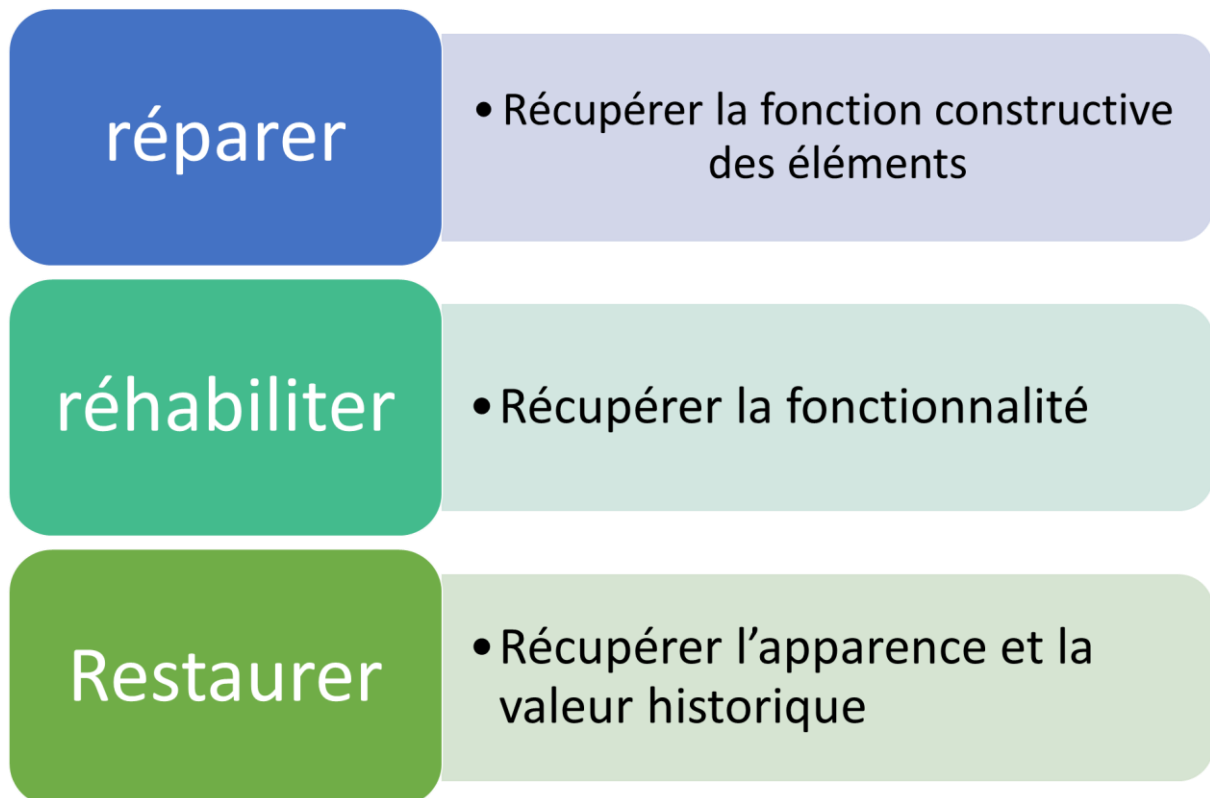 réparer
• Récupérer la fonction constructive
des éléments
réhabiliter
• Récupérer la fonctionnalité
Restaurer
• Récupérer l’apparence et la
valeur historique